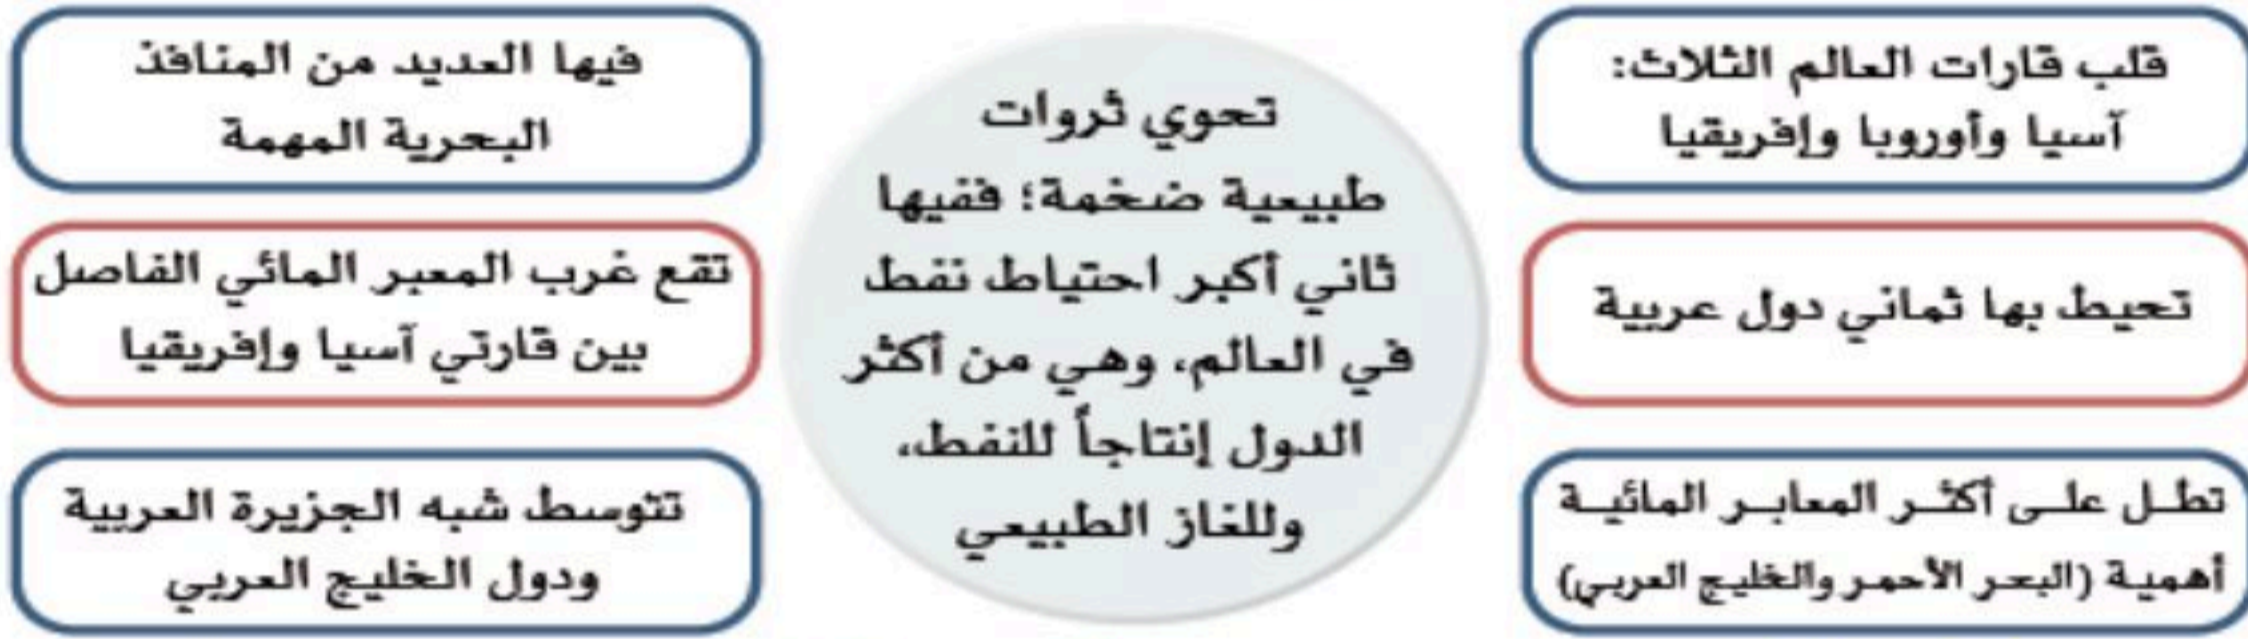 قلب قارات العالم الثلاث:
آسيا وأوروبا وإفريقيا
تحيط بها ثماني دول عربية
تطل على أكثر المعابر المائية
أهمية (البحر الأحمر والخليج العربي)
تحوي ثروات
طبيعية ضخمة؛ ففيها
ثاني أكبر احتياط نفط
في العالم، وهي من أكثر
الدول إنتاجاً للنفط،
وللغاز الطبيعي
فيها العديد من المنافذ
البحرية المهمة
تقع غرب المعبر المائي الفاصل
بين قارتي آسيا وإفريقيا
تتوسط شبه الجزيرة العربية
ودول الخليج العربي